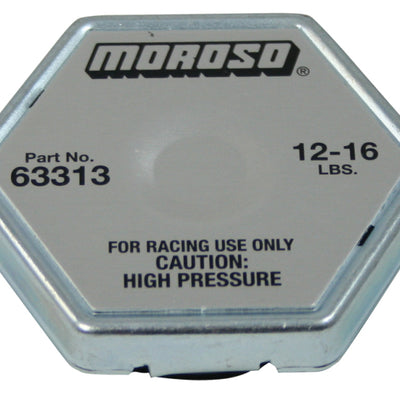 MOROSO®
Part No.
63313
12-16
LBS.
FOR RACING USE ONLY
CAUTION:
HIGH PRESSURE